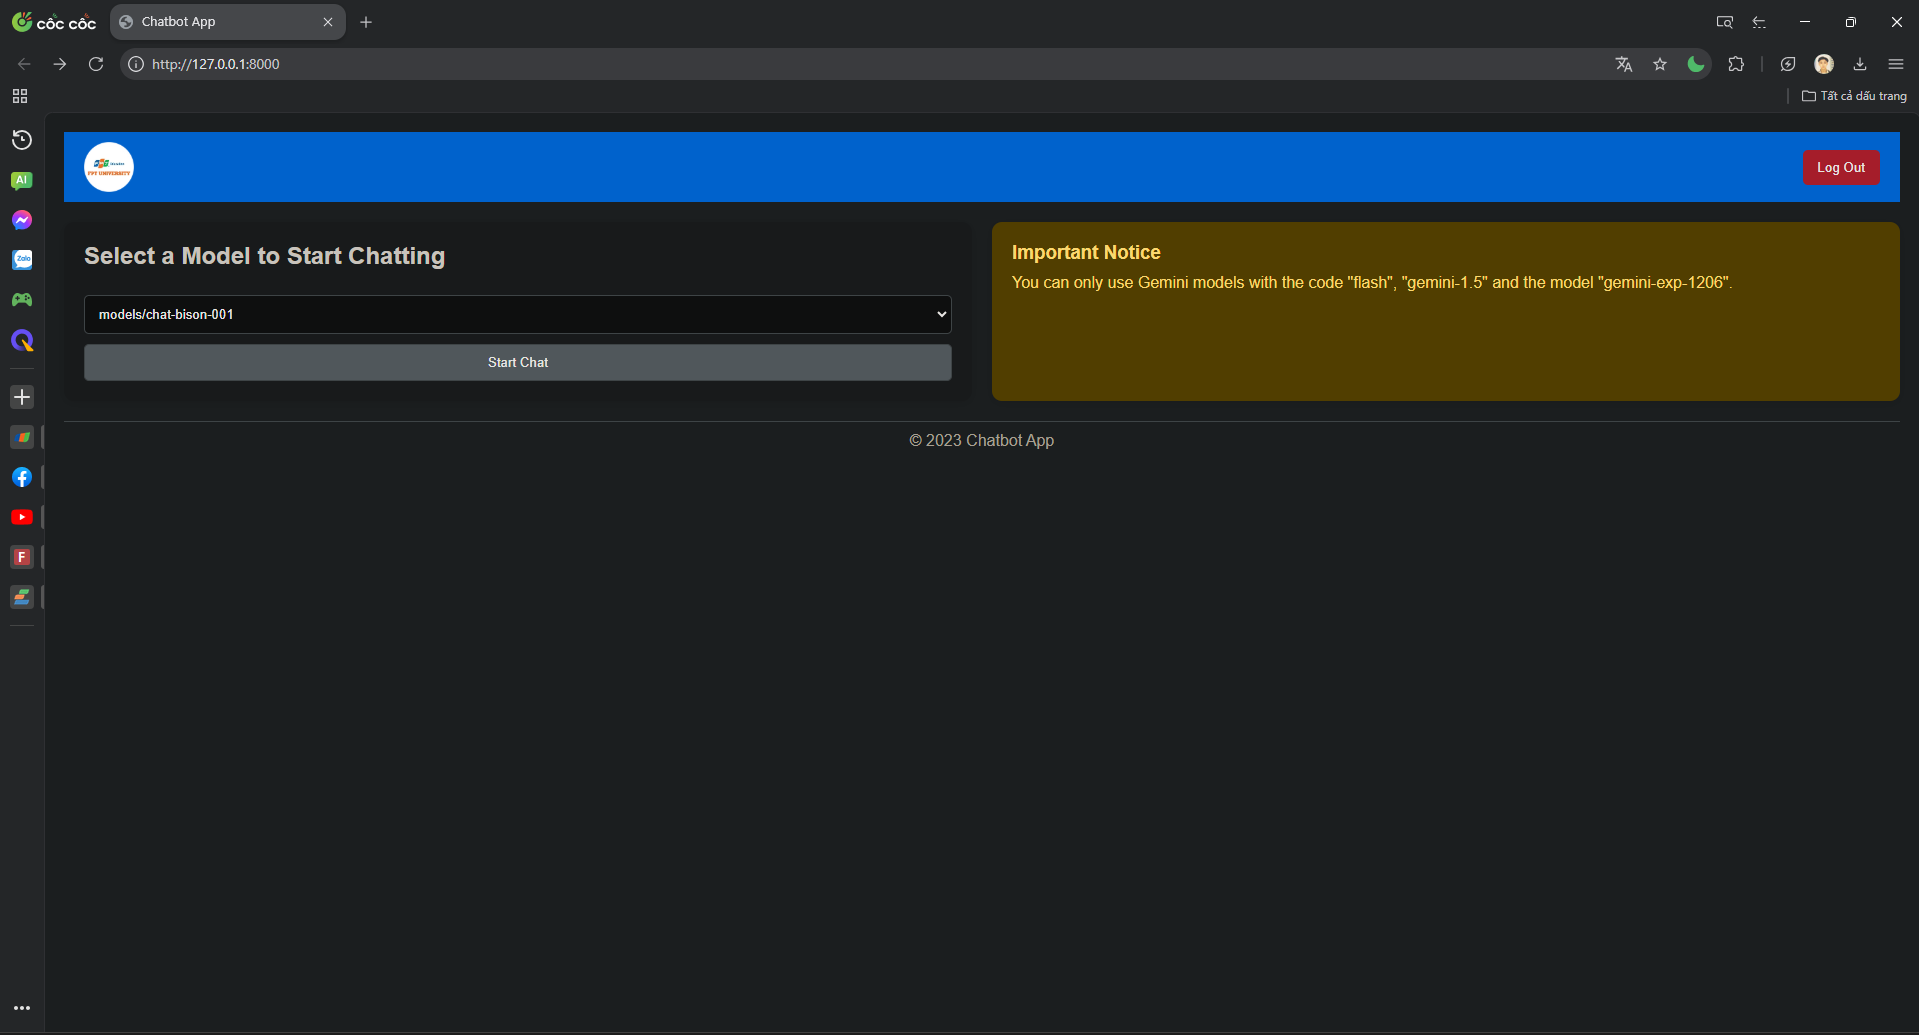 cốc cốc
Chatbot App
http://127.0.0.1:8000
Tất cả dấu trang
AI
Zalo
F
FPT UNIVERSITY
Log Out
Select a Model to Start Chatting
models/chat-bison-001
Start Chat
Important Notice
You can only use Gemini models with the code "flash", "gemini-1.5" and the model "gemini-exp-1206".
© 2023 Chatbot App